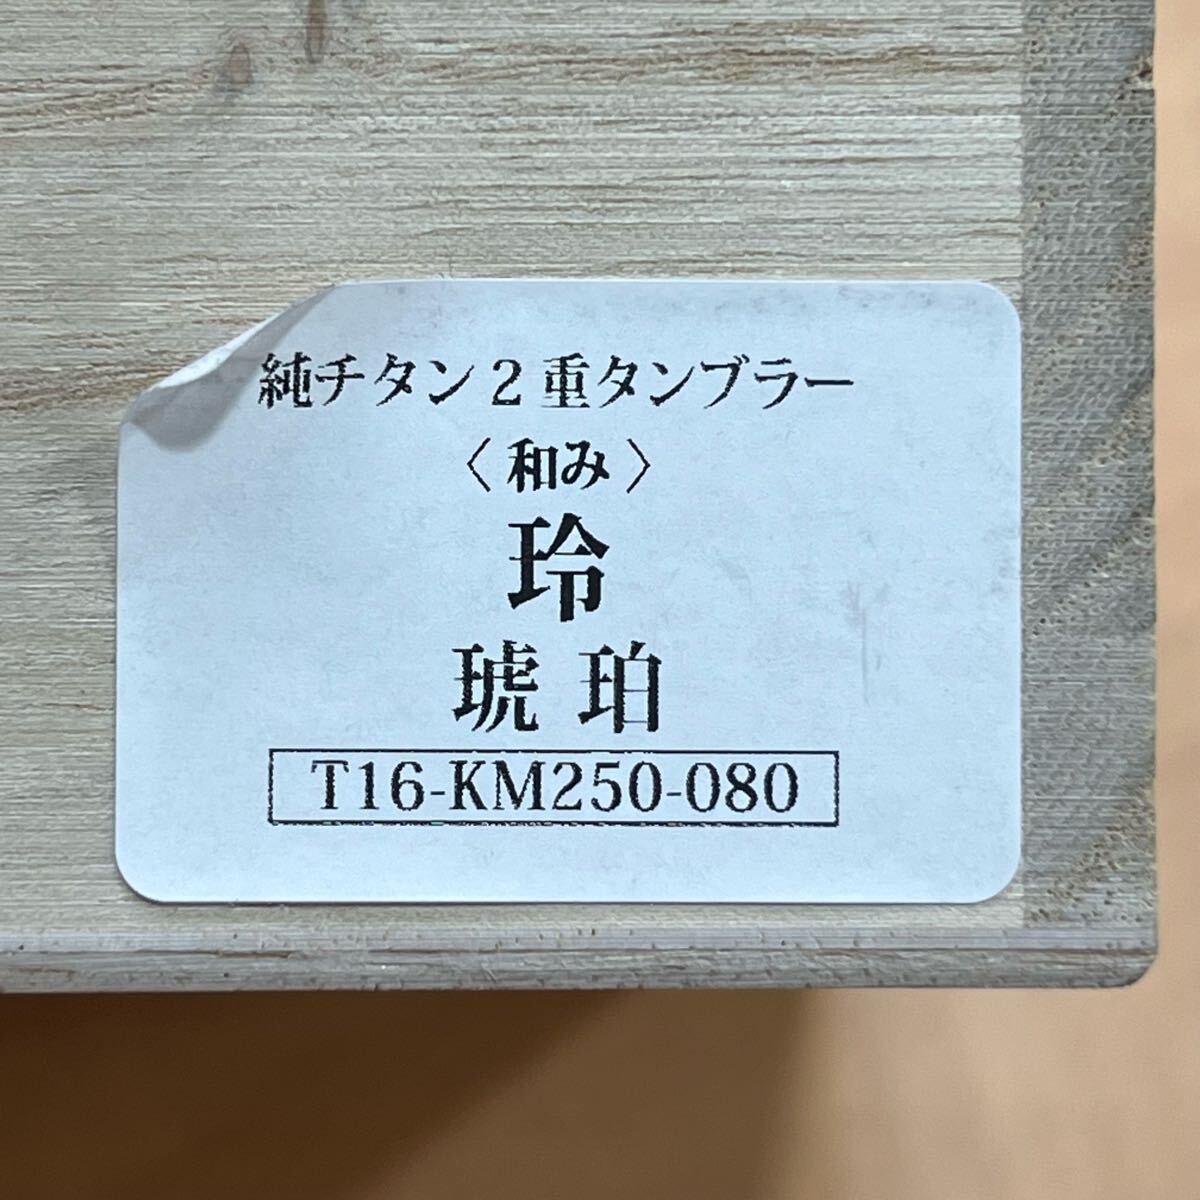 純チタン2重タンブラー
〈和み〉
玲
琥珀
T16-KM250-080